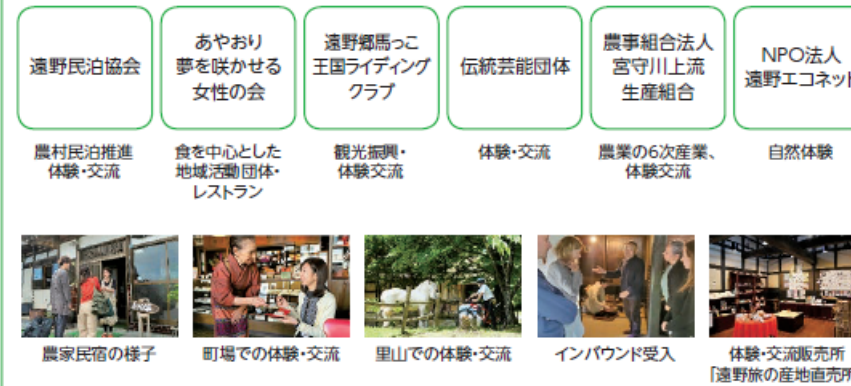 遠野民泊協会
あやおり
夢を咲かせる
女性の会
遠野郷馬っこ
王国ライディング
クラブ
伝統芸能団体
農事組合法人
宮守川上流
生産組合
NPO法人
遠野エコネット
農村民泊推進
体験・交流
食を中心とした
地域活動団体・
レストラン
観光振興・
体験交流
体験・交流
農業の6次産業、
体験交流
自然体験
農家民宿の様子
町場での体験・交流
里山での体験・交流
インバウンド受入
体験・交流販売所
「遠野旅の産地直売所